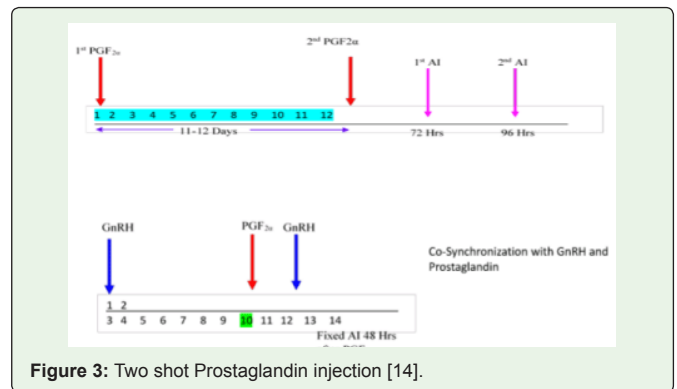 1st PGF2α
2nd PGF2α
1st AI
2nd AI
1 2 3 4 5 6 7 8 9 10 11 12
11-12 Days
72 Hrs
96 Hrs
GnRH
PGF2α
GnRH
Co-Synchronization with GnRH and
Prostaglandin
1 2
3 4 5 6 7 8 9 10 11 12 13 14
Fixed AI 48 Hrs
Figure 3: Two shot Prostaglandin injection [14].